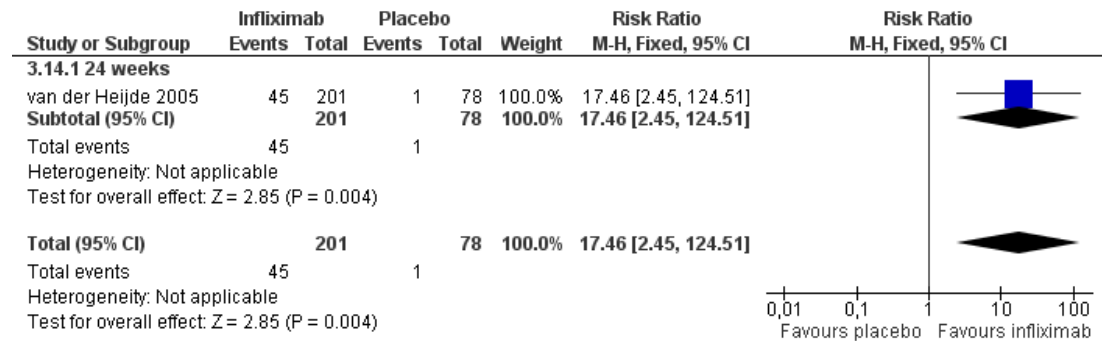 Infliximab Placebo Risk Ratio Risk Ratio
Study or Subgroup Events Total Events Total Weight M-H, Fixed, 95% CI M-H, Fixed, 95% CI
3.14.1 24 weeks
van der Heijde 2005 45 201 1 78 100.0% 17.46 [2.45, 124.51]
Subtotal (95% CI) 201 78 100.0% 17.46 [2.45, 124.51]
Total events 45 1
Heterogeneity: Not applicable
Test for overall effect: Z = 2.85 (P = 0.004)
Total (95% CI) 201 78 100.0% 17.46 [2.45, 124.51]
Total events 45 1
Heterogeneity: Not applicable
Test for overall effect: Z = 2.85 (P = 0.004)
0,01 0,1 1 10 100
Favours placebo Favours infliximab